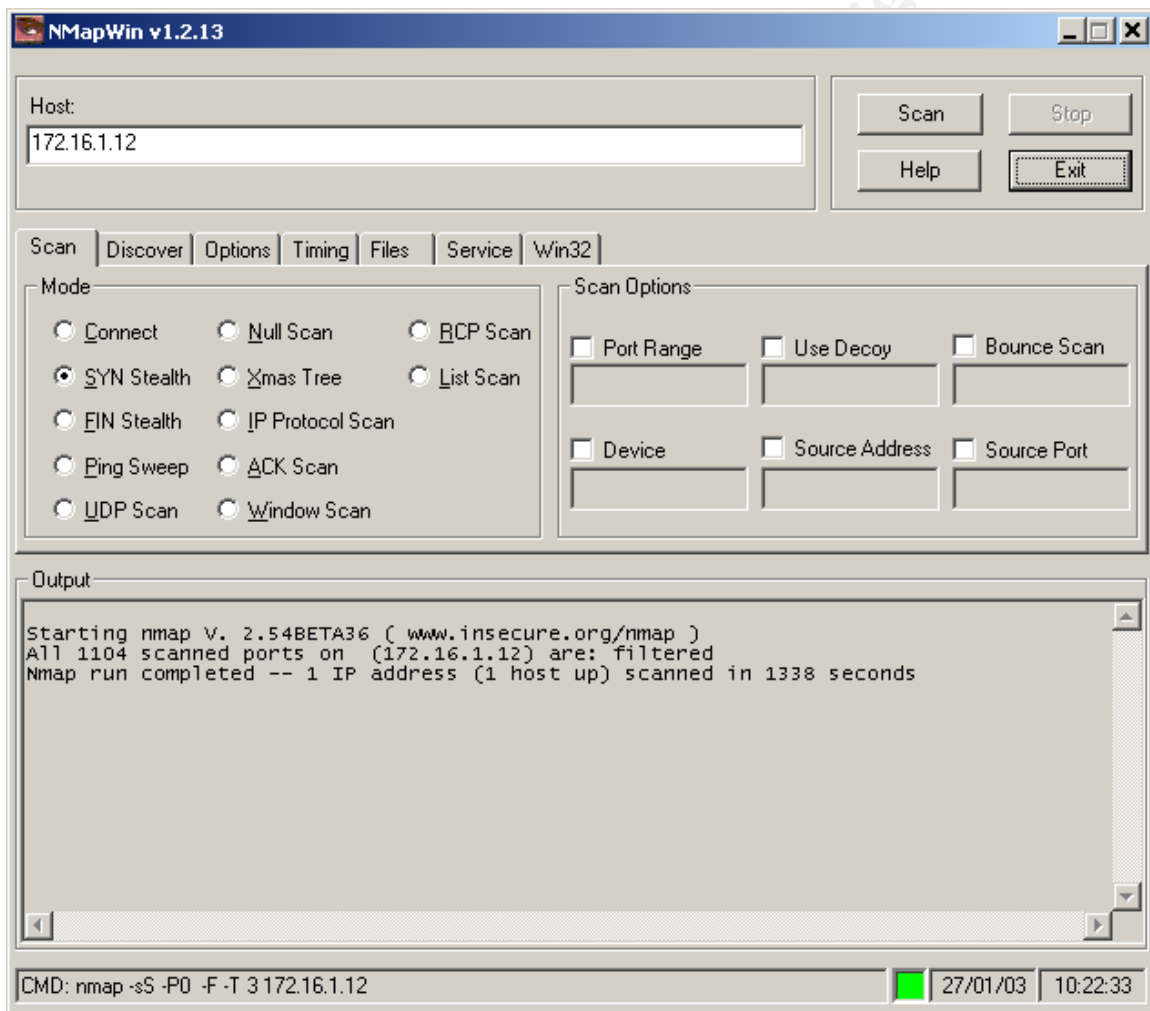 NMapWin v1.2.13
Host:
172.16.1.12
Scan
Stop
Help
Exit
Scan Discover Options Timing Files Service Win32
Mode
Connect Null Scan RCP Scan
SYN Stealth Xmas Tree List Scan
FIN Stealth IP Protocol Scan
Ping Sweep ACK Scan
UDP Scan Window Scan
Scan Options
Port Range Use Decoy Bounce Scan
Device Source Address Source Port
Output
Starting nmap V. 2.54BETA36 ( www.insecure.org/nmap )
All 1104 scanned ports on (172.16.1.12) are: filtered
Nmap run completed -- 1 IP address (1 host up) scanned in 1338 seconds
CMD: nmap -sS -P0 -F -T 3 172.16.1.12
27/01/03
10:22:33